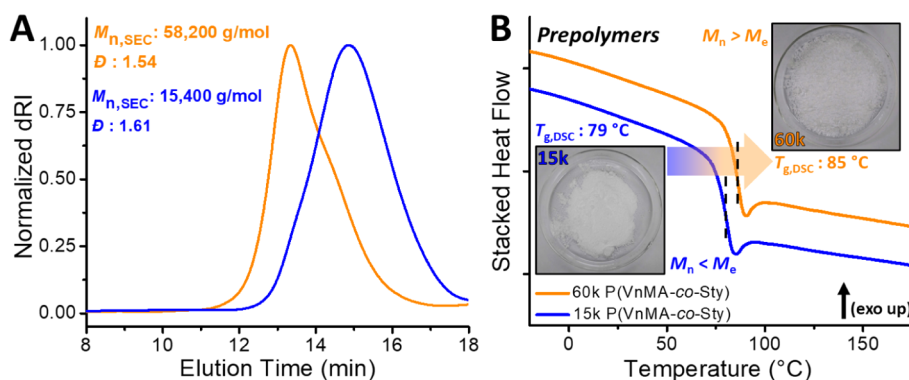 A
Mn,SEC: 58,200 g/mol
Đ : 1.54
Mn,SEC: 15,400 g/mol
Đ : 1.61
Normalized dRI
1.00
0.75
0.50
0.25
0.00
8 10 12 14 16 18
Elution Time (min)
B
Prepolymers
Mn > Me
60k
Tg,DSC : 79 °C
15k
Tg,DSC : 85 °C
Mn < Me
60k P(VnMA-co-Sty)
15k P(VnMA-co-Sty)
(exo up)
Stacked Heat Flow
0 50 100 150
Temperature (°C)